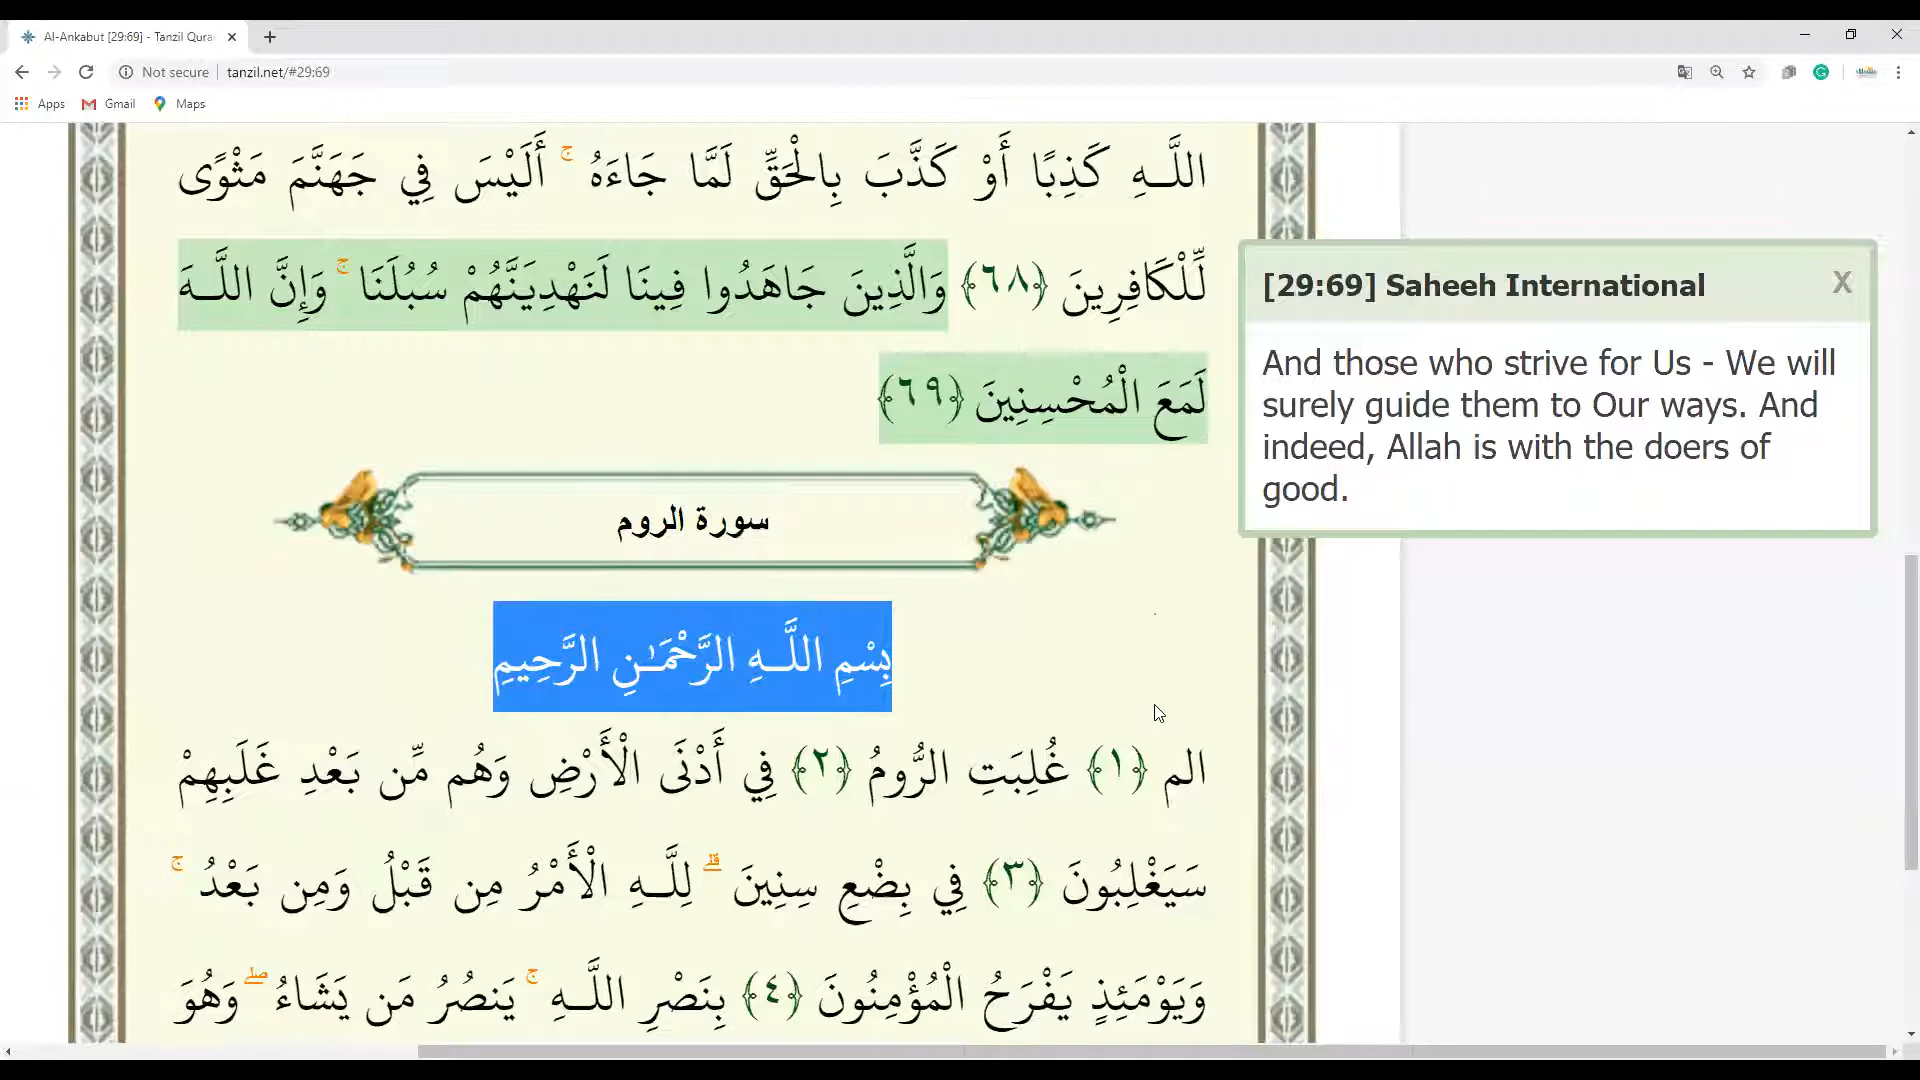 Al-Ankabut [29:69] - Tanzil Qura
Not secure | tanzil.net/#29:69
Apps Gmail Maps
اللَّـهِ كَذِبًا أَوْ كَذَّبَ بِالْحَقِّ لَمَّا جَاءَهُ ۚ أَلَيْسَ فِي جَهَنَّمَ مَثْوًى
لِّلْكَافِرِينَ ﴿٦٨﴾ وَالَّذِينَ جَاهَدُوا فِينَا لَنَهْدِيَنَّهُمْ سُبُلَنَا ۚ وَإِنَّ اللَّـهَ
لَمَعَ الْمُحْسِنِينَ ﴿٦٩﴾
[29:69] Saheeh International X
And those who strive for Us - We will
surely guide them to Our ways. And
indeed, Allah is with the doers of
good.
سورة الروم
بِسْمِ اللَّـهِ الرَّحْمَـٰنِ الرَّحِيمِ
الم ﴿١﴾ غُلِبَتِ الرُّومُ ﴿٢﴾ فِي أَدْنَى الْأَرْضِ وَهُم مِّن بَعْدِ غَلَبِهِمْ
سَيَغْلِبُونَ ﴿٣﴾ فِي بِضْعِ سِنِينَ ۗ لِلَّـهِ الْأَمْرُ مِن قَبْلُ وَمِن بَعْدُ ۚ
وَيَوْمَئِذٍ يَفْرَحُ الْمُؤْمِنُونَ ﴿٤﴾ بِنَصْرِ اللَّـهِ ۚ يَنصُرُ مَن يَشَاءُ ۖ وَهُوَ